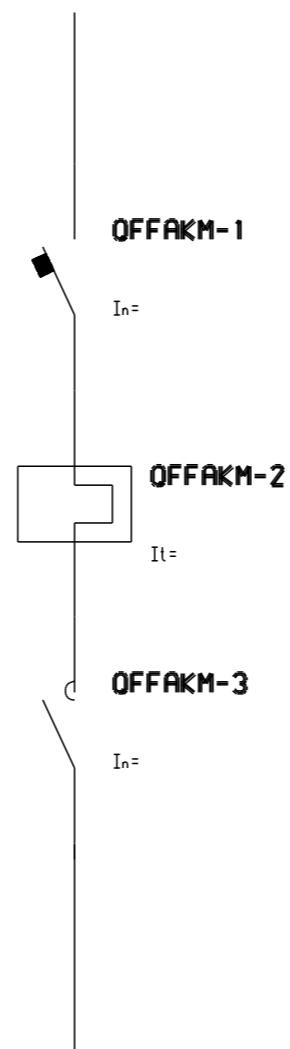 QFFAKM-1
In=
QFFAKM-2
It=
QFFAKM-3
In=